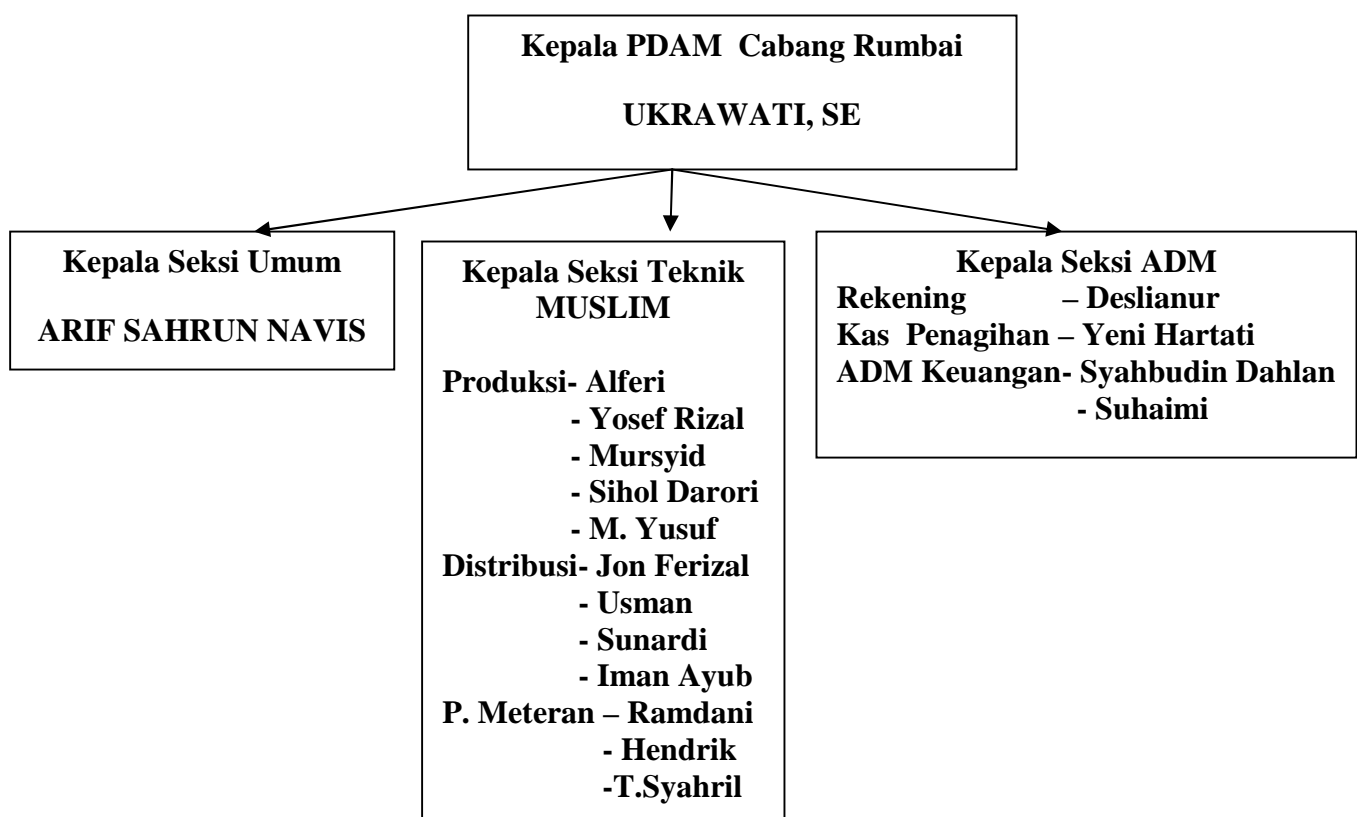 Kepala PDAM Cabang Rumbai
UKRAWATI, SE
Kepala Seksi Umum
ARIF SAHRUN NAVIS
Kepala Seksi Teknik
MUSLIM
Produksi- Alferi
- Yosef Rizal
- Mursyid
- Sihol Darori
- M. Yusuf
Distribusi- Jon Ferizal
- Usman
- Sunardi
- Iman Ayub
P. Meteran – Ramdani
- Hendrik
-T.Syahril
Kepala Seksi ADM
Rekening – Deslianur
Kas Penagihan – Yeni Hartati
ADM Keuangan- Syahbudin Dahlan
- Suhaimi